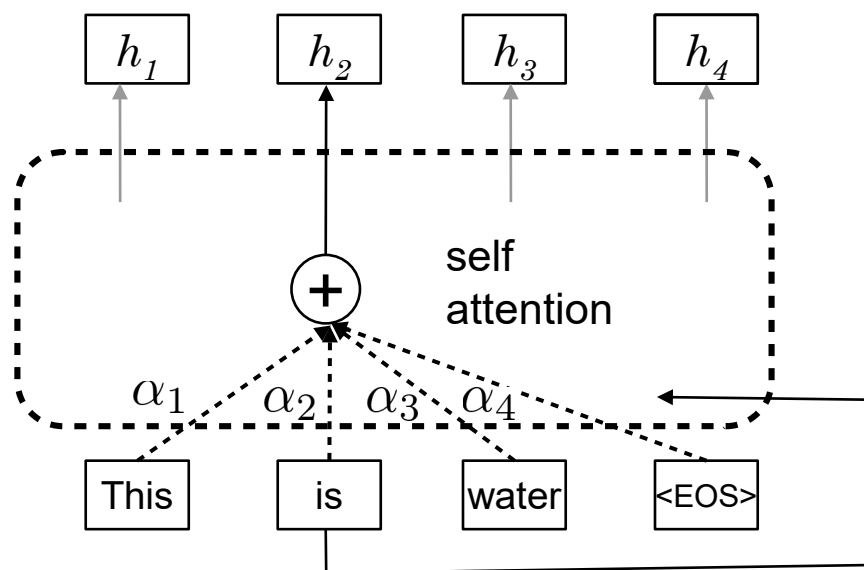 h1 h2 h3 h4
+
self
attention
α1 α2 α3 α4
This is water <EOS>